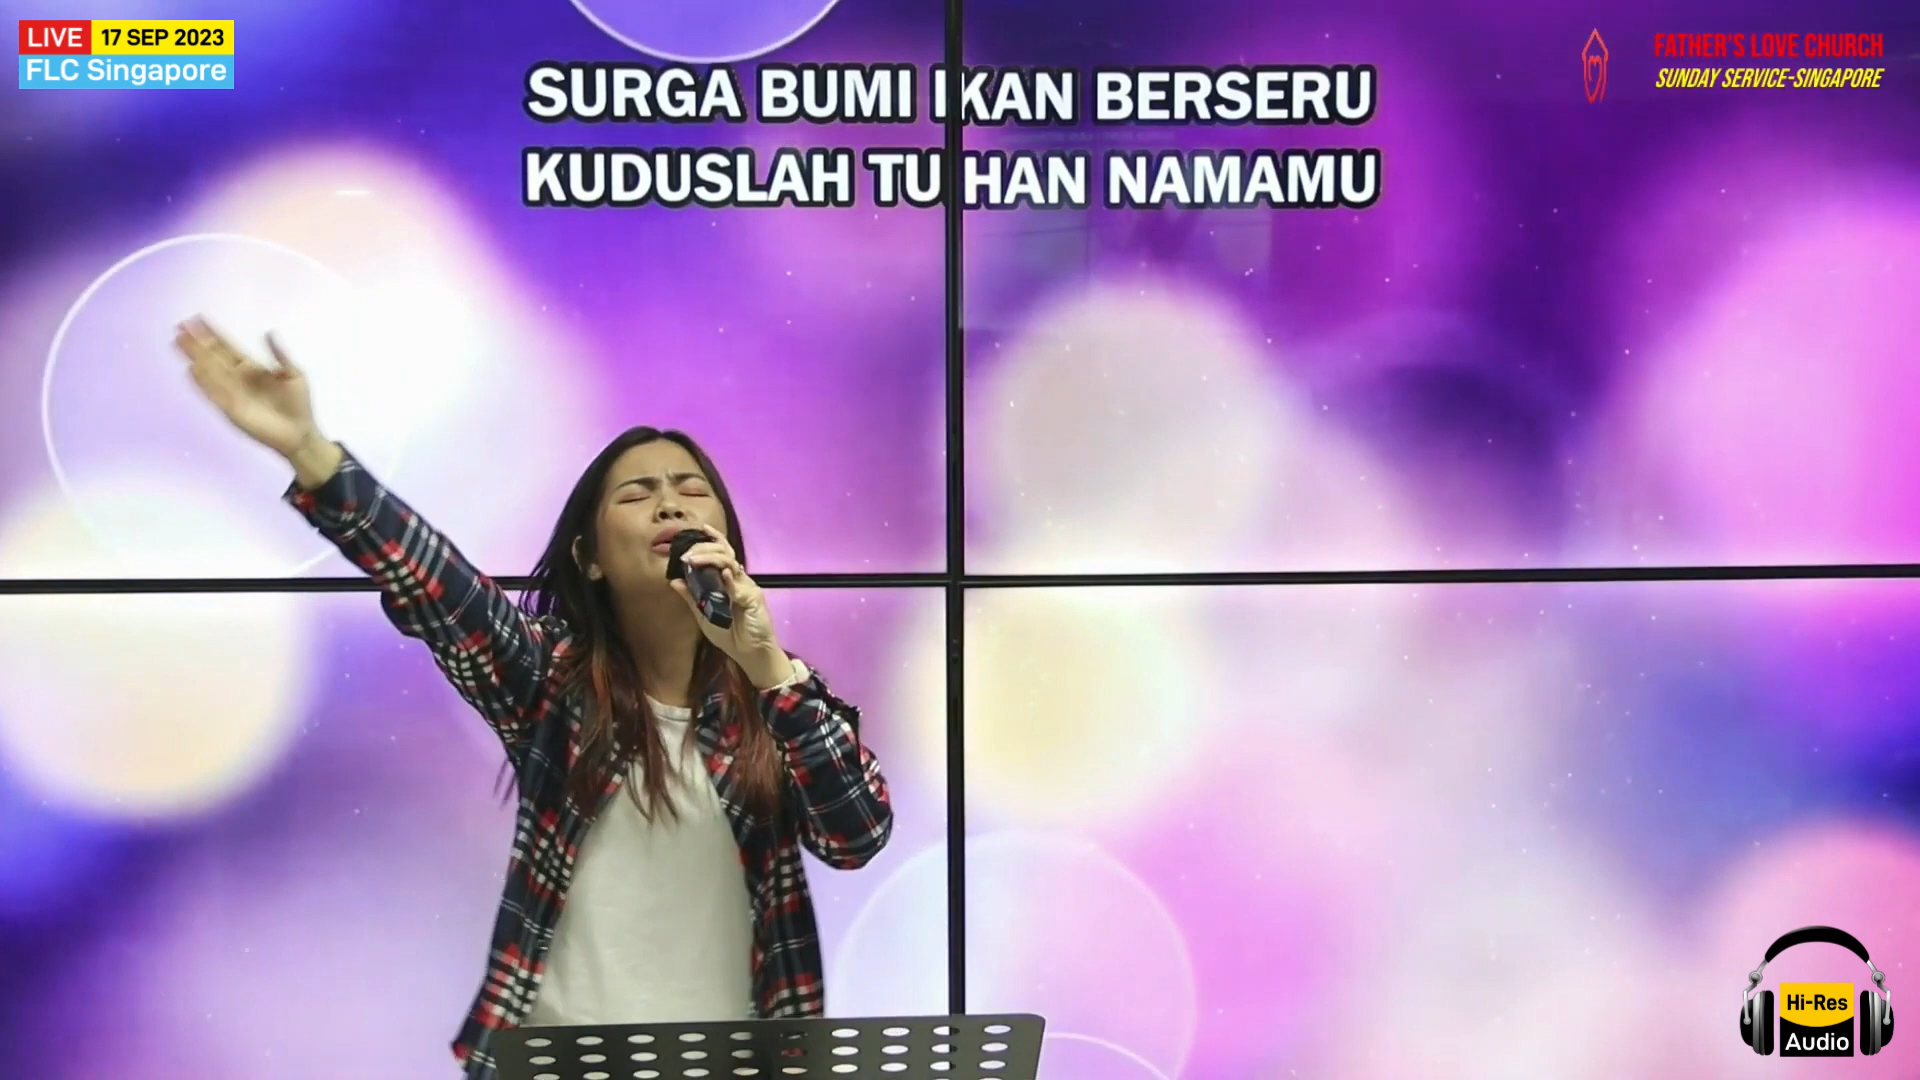 LIVE 17 SEP 2023
FLC Singapore
SURGA BUMI KAN BERSERU
KUDUSLAH TUHAN NAMAMU
FATHER'S LOVE CHURCH
SUNDAY SERVICE-SINGAPORE
Hi-Res
Audio